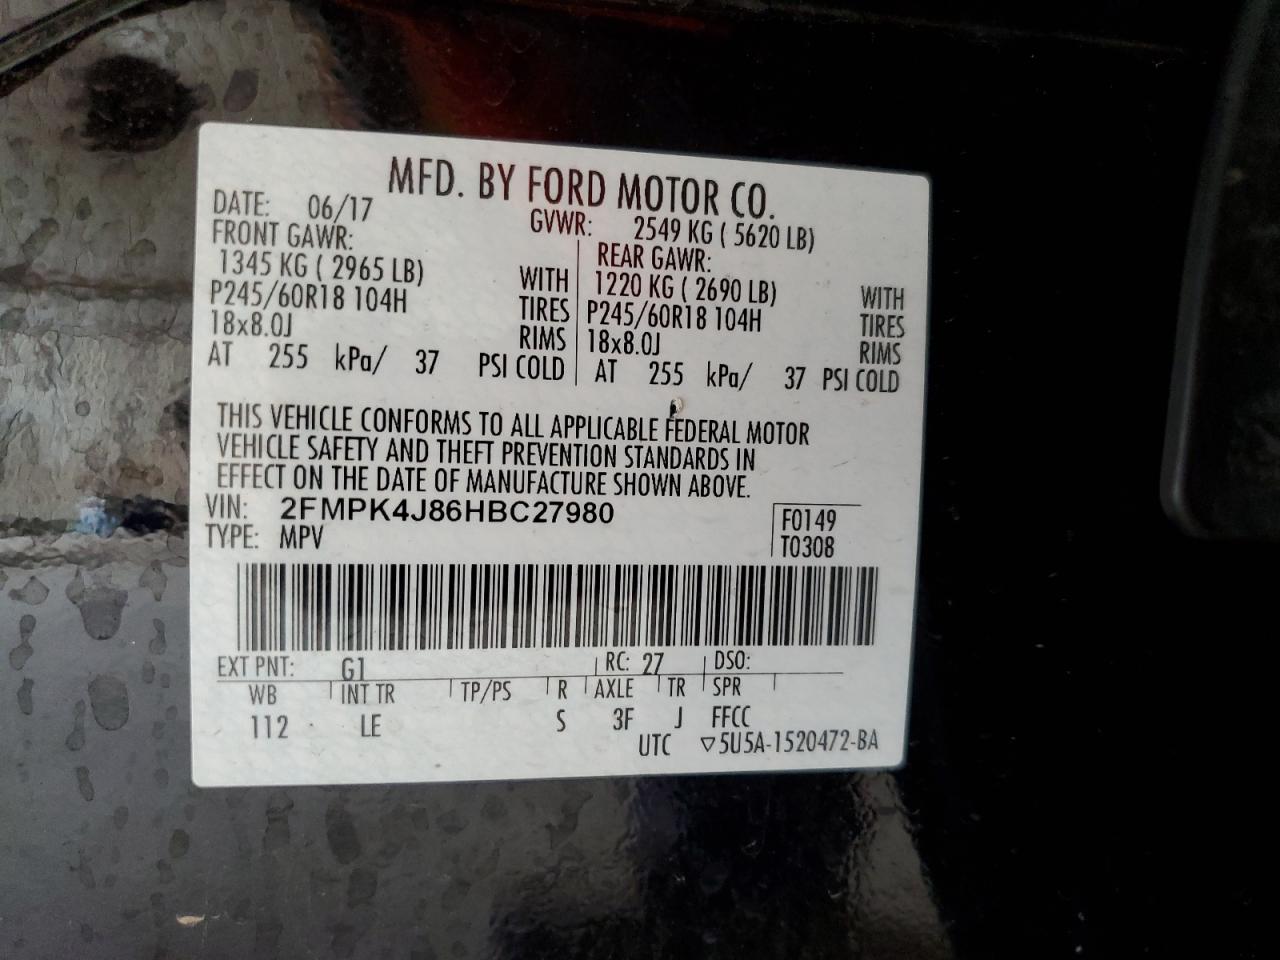 MFD. BY FORD MOTOR CO.
DATE: 06/17 GVWR: 2549 KG ( 5620 LB)
FRONT GAWR: REAR GAWR:
1345 KG ( 2965 LB) WITH 1220 KG ( 2690 LB) WITH
P245/60R18 104H TIRES P245/60R18 104H TIRES
18x8.0J RIMS 18x8.0J RIMS
AT 255 kPa/ 37 PSI COLD AT 255 kPa/ 37 PSI COLD
THIS VEHICLE CONFORMS TO ALL APPLICABLE FEDERAL MOTOR
VEHICLE SAFETY AND THEFT PREVENTION STANDARDS IN
EFFECT ON THE DATE OF MANUFACTURE SHOWN ABOVE.
VIN: 2FMPK4J86HBC27980 F0149
TYPE: MPV T0308
EXT PNT: G1 RC: 27 DSO:
WB INT TR TP/PS R AXLE TR SPR
112 LE S 3F J FFCC
UTC ▽5U5A-1520472-BA